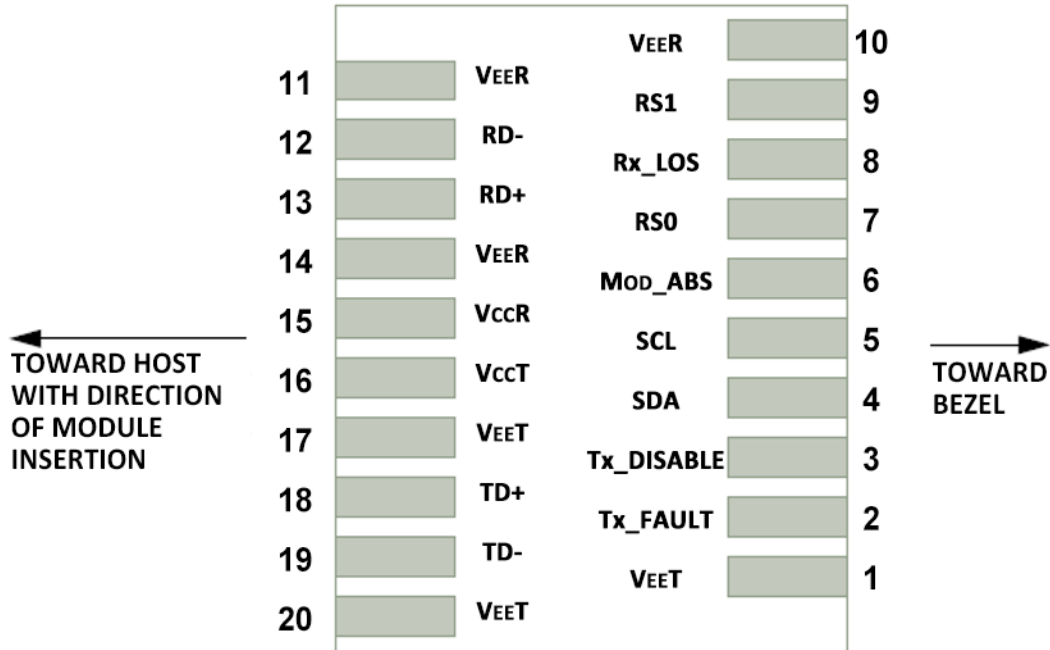 11 VEER
12 RD-
13 RD+
14 VEER
15 VCCR
16 VCCT
17 VEET
18 TD+
19 TD-
20 VEET
VEER 10
RS1 9
Rx_LOS 8
RS0 7
MOD_ABS 6
SCL 5
SDA 4
Tx_DISABLE 3
Tx_FAULT 2
VEET 1
TOWARD HOST
WITH DIRECTION
OF MODULE
INSERTION
TOWARD
BEZEL